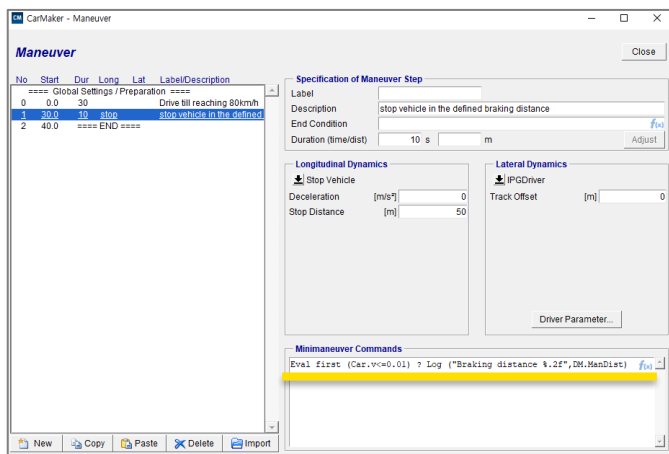 CM CarMaker - Maneuver
Maneuver
Close
No Start Dur Long Lat Label/Description
==== Global Settings / Preparation ====
0 0.0 30 Drive till reaching 80km/h
1 30.0 10 stop stop vehicle in the defined
2 40.0 ==== END ====
New Copy Paste Delete Import
Specification of Maneuver Step
Label
Description stop vehicle in the defined braking distance
End Condition f(x)
Duration (time/dist) 10 s m Adjust
Longitudinal Dynamics
Stop Vehicle
Deceleration [m/s²] 0
Stop Distance [m] 50
Lateral Dynamics
IPGDriver
Track Offset [m] 0
Driver Parameter...
Minimaneuver Commands
Eval first (Car.v<=0.01) ? Log ("Braking distance %.2f",DM.ManDist) f(x)